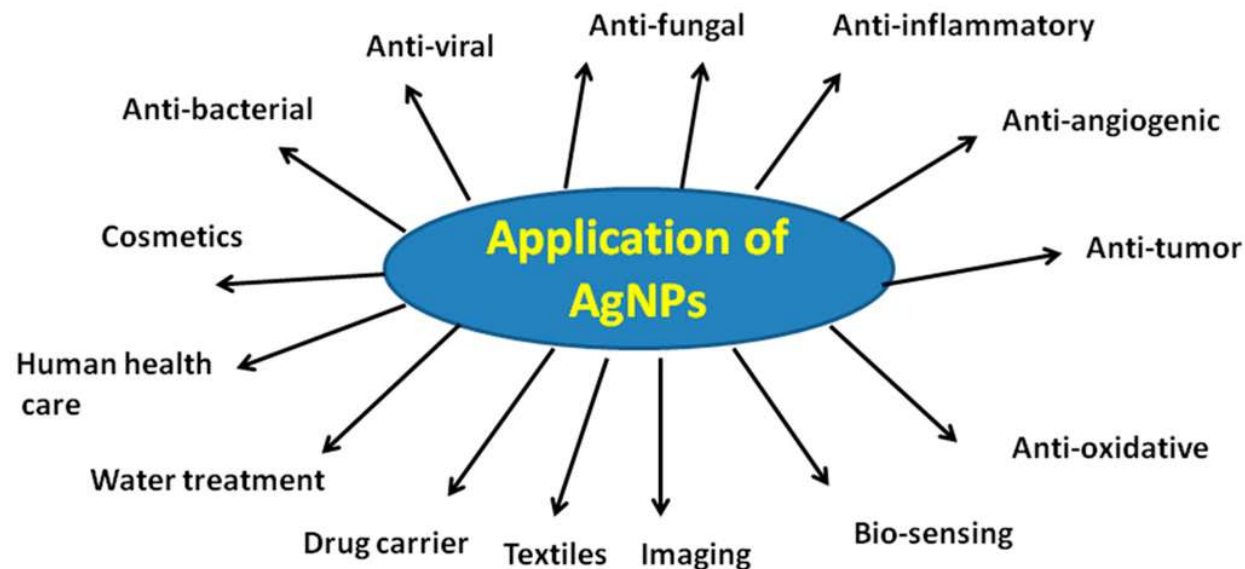 Anti-fungal
Anti-inflammatory
Anti-viral
Anti-bacterial
Anti-angiogenic
Cosmetics
Application of
AgNPs
Anti-tumor
Human health
care
Water treatment
Anti-oxidative
Drug carrier
Textiles
Imaging
Bio-sensing